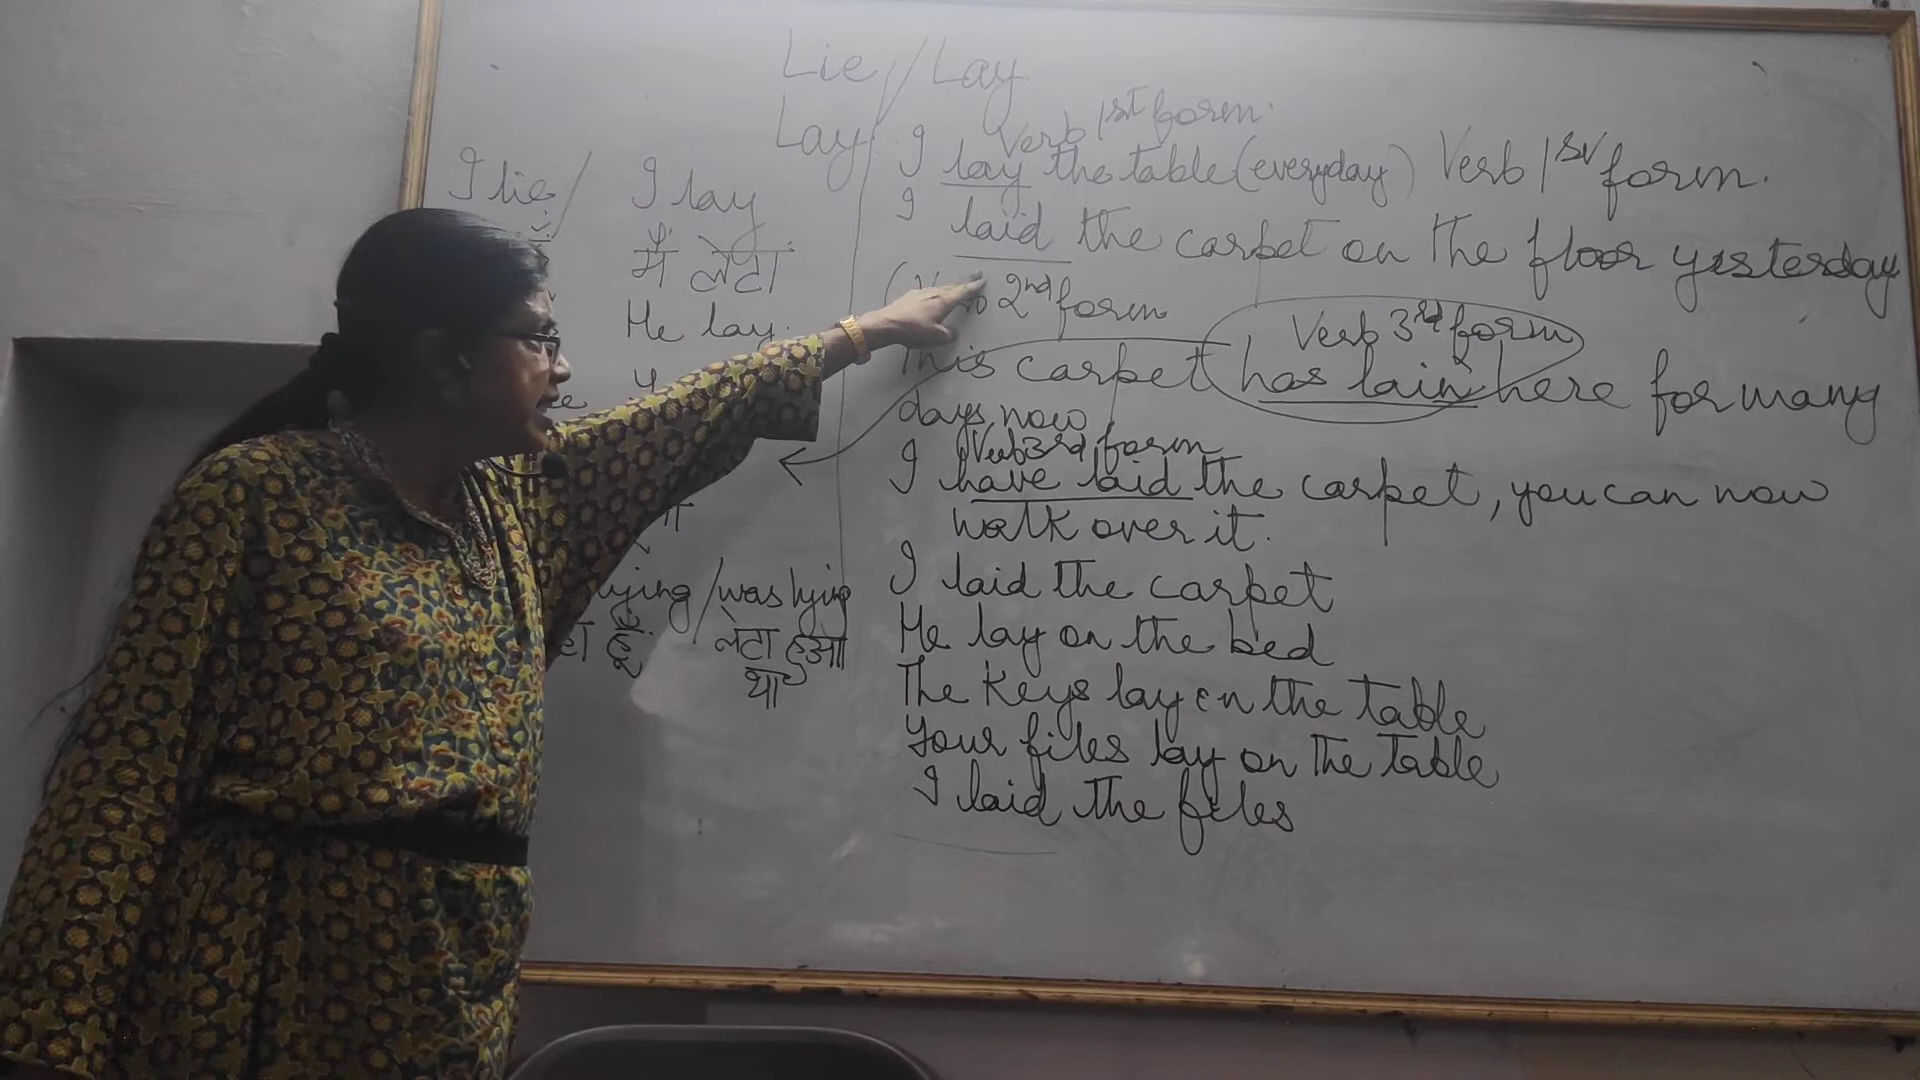 Lie / Lay
Lay
I lie /
I lay
मैं लेटा
He lay.
lying / was lying
हूँ
लेटा हुआ
था
Verb 1st form.
I lay the table (everyday) Verb 1st form.
I laid the carpet on the floor yesterday
2nd form
Verb 3rd form
This carpet has lain here for many
days now
Verb 3rd form
I have laid the carpet, you can now
walk over it.
I laid the carpet
He lay on the bed
The keys lay on the table
Your files lay on the table
I laid the files